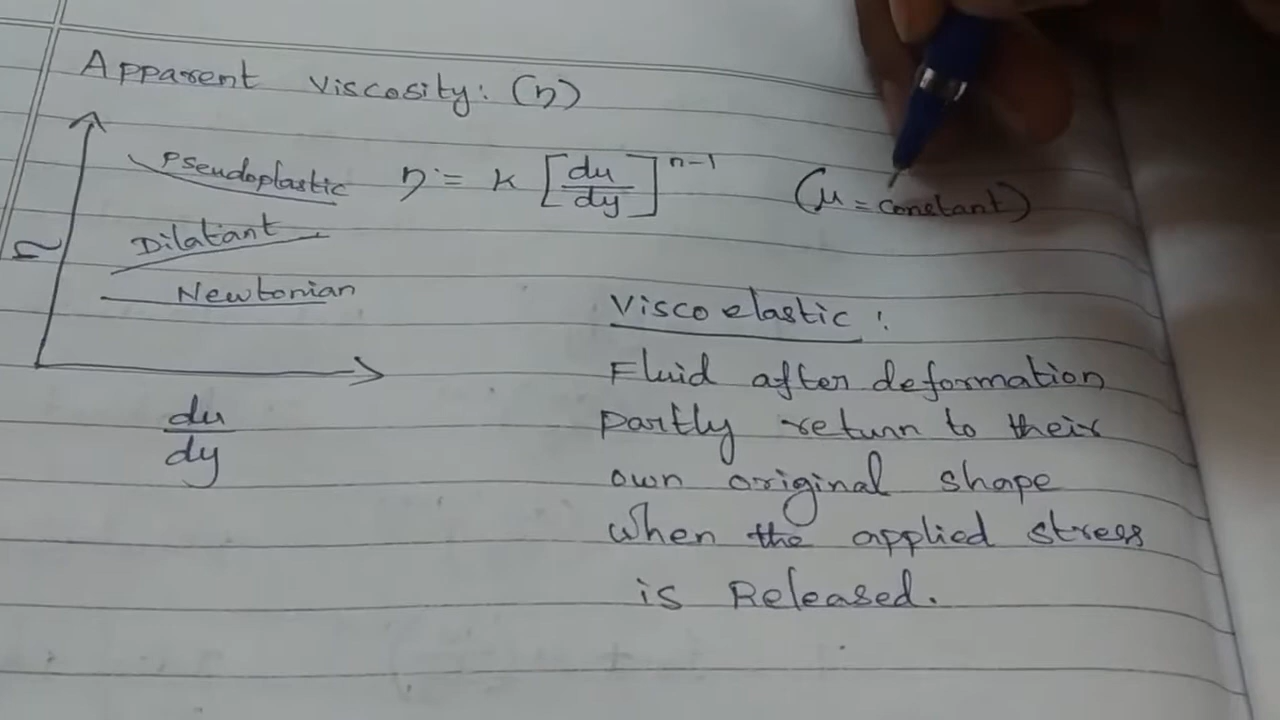 Apparent Viscosity: (η)
Pseudoplastic
η = k [du/dy]^n-1
(μ = constant)
Dilatant
Newtonian
η
du/dy
Viscoelastic :
Fluid after deformation
partly return to their
own original shape
when the applied stress
is Released.